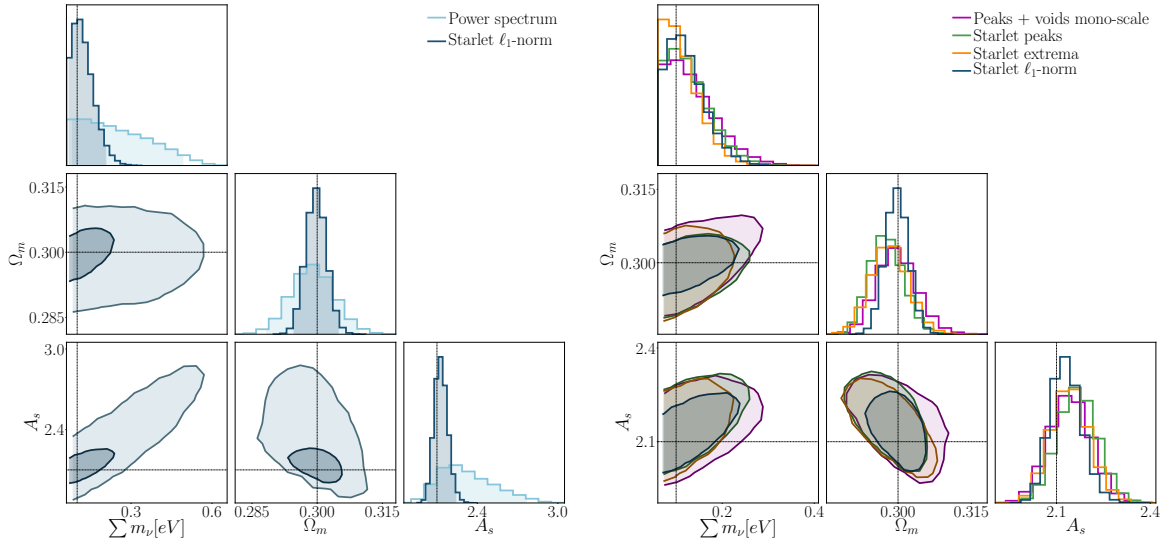 Power spectrum
Starlet ℓ₁-norm
0.315
0.300
0.285
Ωₘ
3.0
2.4
Aₛ
0.3
0.6
∑ mν[eV]
0.285
0.300
0.315
Ωₘ
3.0
Aₛ
Peaks + voids mono-scale
Starlet peaks
Starlet extrema
Starlet ℓ₁-norm
0.315
0.300
Ωₘ
2.4
2.1
Aₛ
0.2
0.4
∑ mν[eV]
0.300
0.315
Ωₘ
2.1
2.4
Aₛ